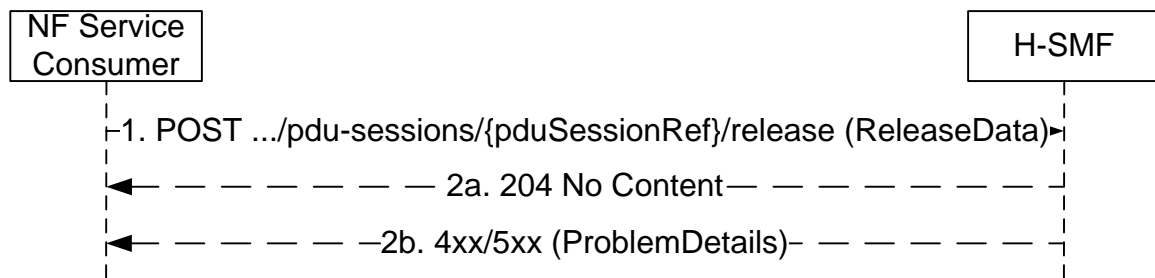 NF Service
Consumer
H-SMF
1. POST .../pdu-sessions/{pduSessionRef}/release (ReleaseData)
2a. 204 No Content
2b. 4xx/5xx (ProblemDetails)